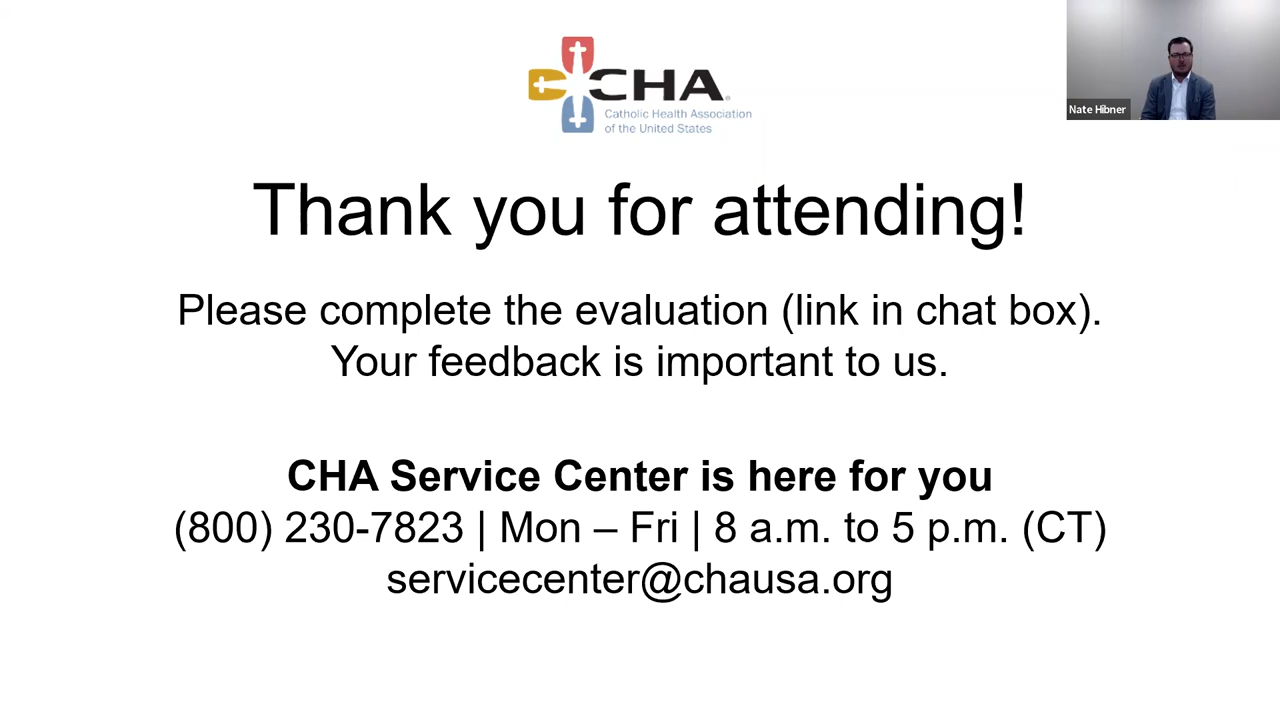 CHA®
Catholic Health Association
of the United States
Nate Hibner
Thank you for attending!
Please complete the evaluation (link in chat box).
Your feedback is important to us.
CHA Service Center is here for you
(800) 230-7823 | Mon – Fri | 8 a.m. to 5 p.m. (CT)
servicecenter@chausa.org